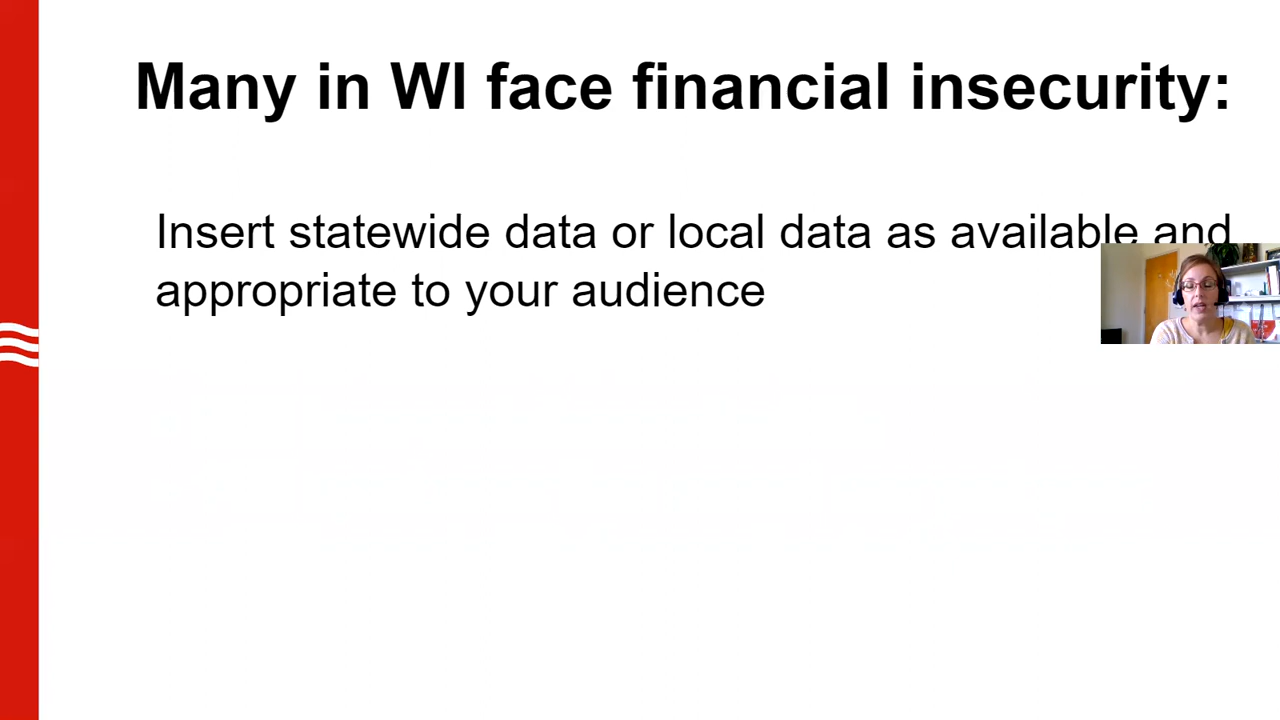 Many in WI face financial insecurity:
Insert statewide data or local data as available and
appropriate to your audience